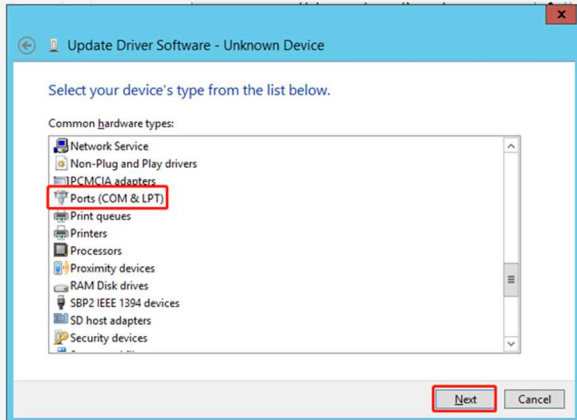 Update Driver Software - Unknown Device
Select your device's type from the list below.
Common hardware types:
Network Service
Non-Plug and Play drivers
PCMCIA adapters
Ports (COM & LPT)
Print queues
Printers
Processors
Proximity devices
RAM Disk drives
SBP2 IEEE 1394 devices
SD host adapters
Security devices
Next
Cancel